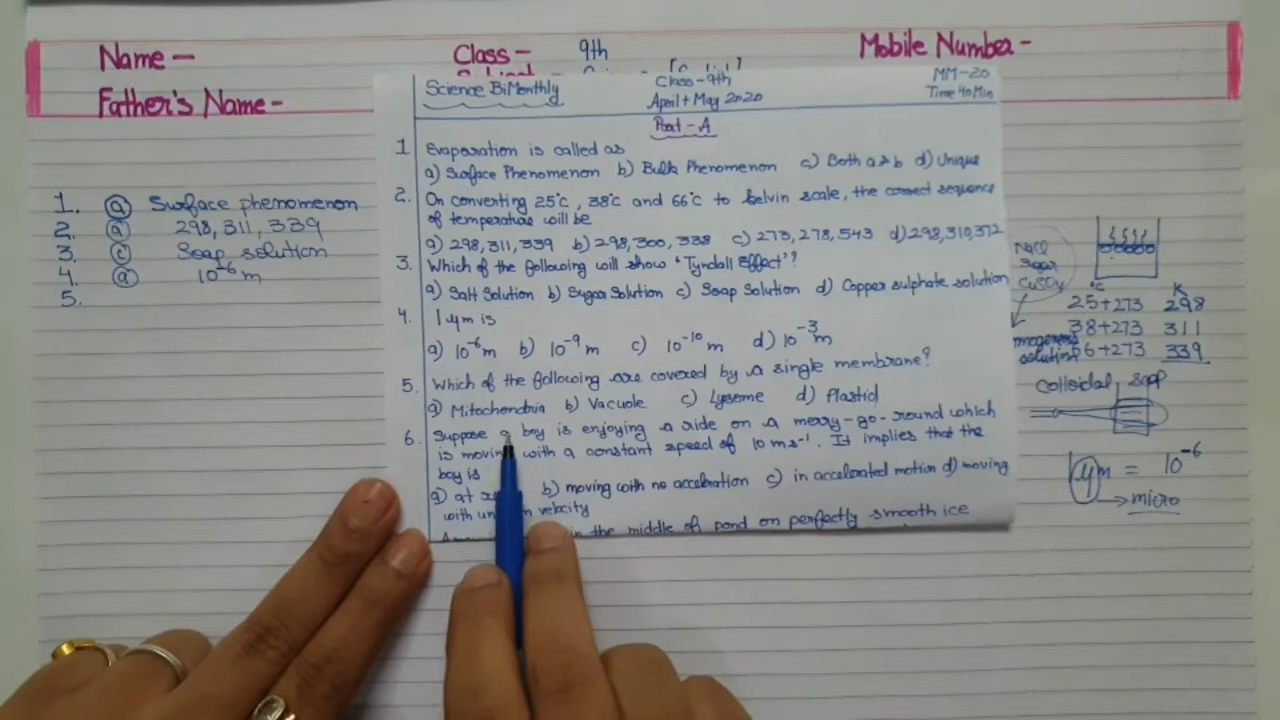 Name -
Class - 9th
Mobile Number -
Father's Name -
Science BiMonthly
Class - 9th
April + May 2020
MM-20
Time 40 Min
Part - A
1 Evaporation is called as
a) Surface Phenomenon b) Bulk Phenomenon c) Both a & b d) Unique
2. On converting 25°C, 38°C and 66°C to kelvin scale, the correct sequence
of temperature will be
a) 298, 311, 339 b) 298, 300, 338 c) 273, 278, 543 d) 298, 310, 372
3. Which of the following will show 'Tyndall Effect'?
a) Salt Solution b) Sugar Solution c) Soap Solution d) Copper sulphate solution
4. 1 μm is
a) 10⁻⁶ m b) 10⁻⁹ m c) 10⁻¹⁰ m d) 10⁻³ m
5. Which of the following are covered by a single membrane?
a) Mitochondria b) Vacuole c) Lysosome d) Plastid
6. Suppose a boy is enjoying a ride on a merry-go-round which
is moving with a constant speed of 10 ms⁻¹. It implies that the
boy is
a) at b) moving with no acceleration c) in accelerated motion d) moving
with velocity
in the middle of pond on perfectly smooth ice
1. (a) Surface phenomenon
2. (a) 298, 311, 339
3. (c) Soap solution
4. (a) 10⁻⁶ m
5.
NaCl
Sugar
CuSO₄
solution
°C K
25+273 298
38+273 311
66+273 339
Colloidal soap
μm = 10⁻⁶
micro